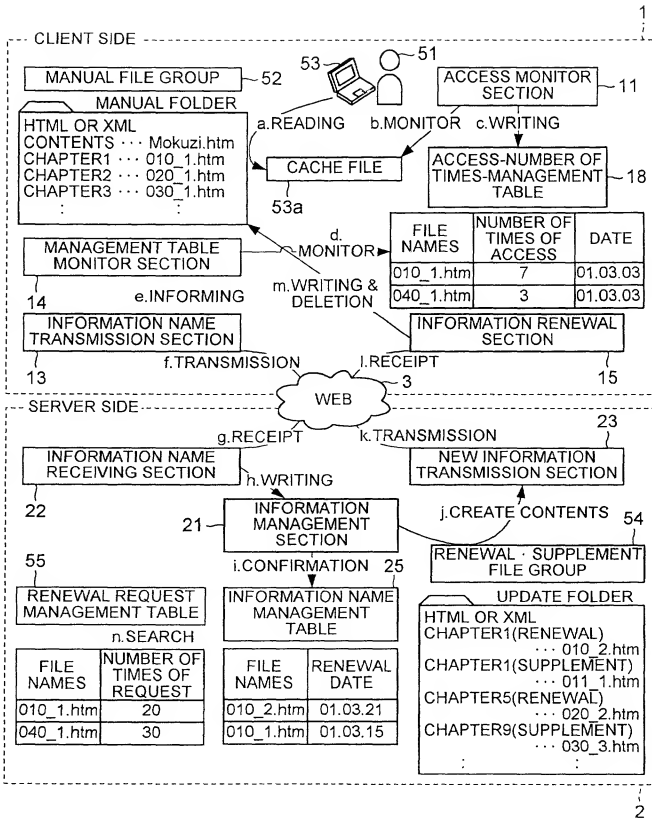 1
CLIENT SIDE
53
51
MANUAL FILE GROUP
52
ACCESS MONITOR
SECTION
11
MANUAL FOLDER
HTML OR XML
CONTENTS ··· Mokuzi.htm
CHAPTER1 ··· 010_1.htm
CHAPTER2 ··· 020_1.htm
CHAPTER3 ··· 030_1.htm
: :
a.READING
b.MONITOR
c.WRITING
CACHE FILE
53a
ACCESS-NUMBER OF
TIMES-MANAGEMENT
TABLE
18
d.
MONITOR
MANAGEMENT TABLE
MONITOR SECTION
14
FILE NAMES NUMBER OF TIMES OF ACCESS DATE
010_1.htm 7 01.03.03
040_1.htm 3 01.03.03
e.INFORMING
m.WRITING &
DELETION
INFORMATION NAME
TRANSMISSION SECTION
13
INFORMATION RENEWAL
SECTION
15
f.TRANSMISSION
l.RECEIPT
3
WEB
SERVER SIDE
g.RECEIPT
k.TRANSMISSION
23
INFORMATION NAME
RECEIVING SECTION
22
NEW INFORMATION
TRANSMISSION SECTION
h.WRITING
21
INFORMATION
MANAGEMENT
SECTION
j.CREATE CONTENTS
54
i.CONFIRMATION
RENEWAL · SUPPLEMENT
FILE GROUP
55
RENEWAL REQUEST
MANAGEMENT TABLE
25
INFORMATION NAME
MANAGEMENT
TABLE
UPDATE FOLDER
HTML OR XML
CHAPTER1(RENEWAL)
··· 010_2.htm
CHAPTER1(SUPPLEMENT)
··· 011_1.htm
CHAPTER5(RENEWAL)
··· 020_2.htm
CHAPTER9(SUPPLEMENT)
··· 030_3.htm
: :
n.SEARCH
FILE NAMES NUMBER OF TIMES OF REQUEST
010_1.htm 20
040_1.htm 30
FILE NAMES RENEWAL DATE
010_2.htm 01.03.21
010_1.htm 01.03.15
2